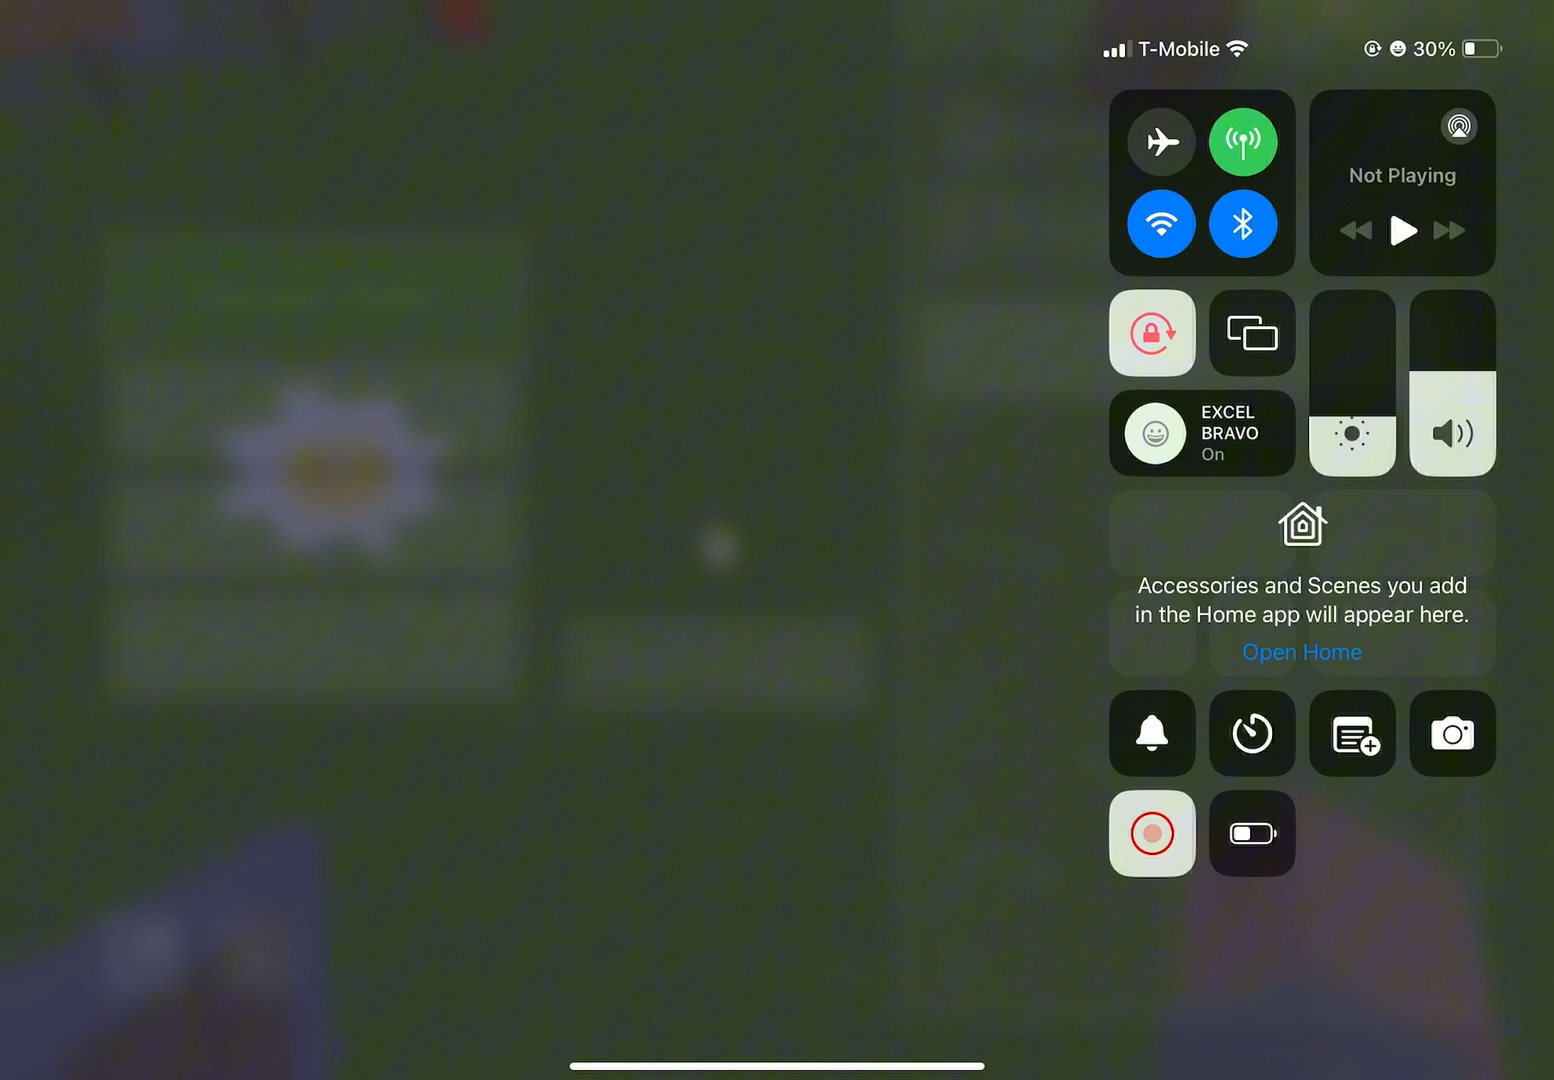 T-Mobile
30%
Not Playing
EXCEL
BRAVO
On
Accessories and Scenes you add
in the Home app will appear here.
Open Home